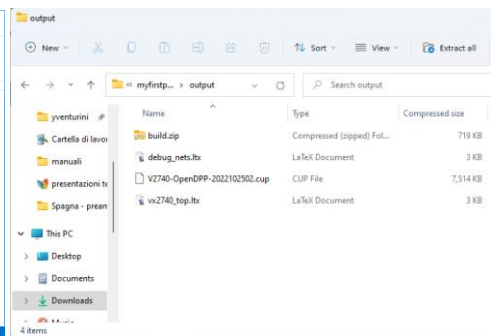 output
New
Sort
View
Extract all
« myfirstp... > output
Search output
Name Type Compressed size
build.zip Compressed (zipped) Fol... 719 KB
debug_nets.ltx LaTeX Document 3 KB
V2740-OpenDPP-2022102502.cup CUP File 7,514 KB
vx2740_top.ltx LaTeX Document 3 KB
yventurini
Cartella di lavor
manuali
presentazioni te
Spagna - prean
This PC
Desktop
Documents
Downloads
4 items